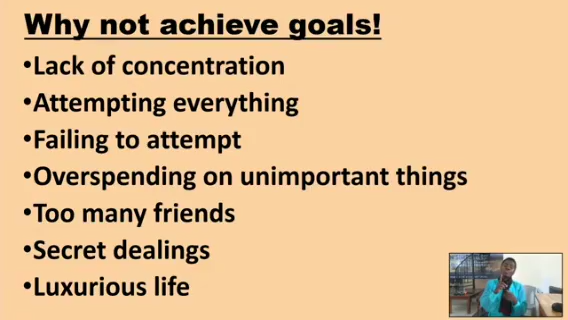 Why not achieve goals!
•Lack of concentration
•Attempting everything
•Failing to attempt
•Overspending on unimportant things
•Too many friends
•Secret dealings
•Luxurious life